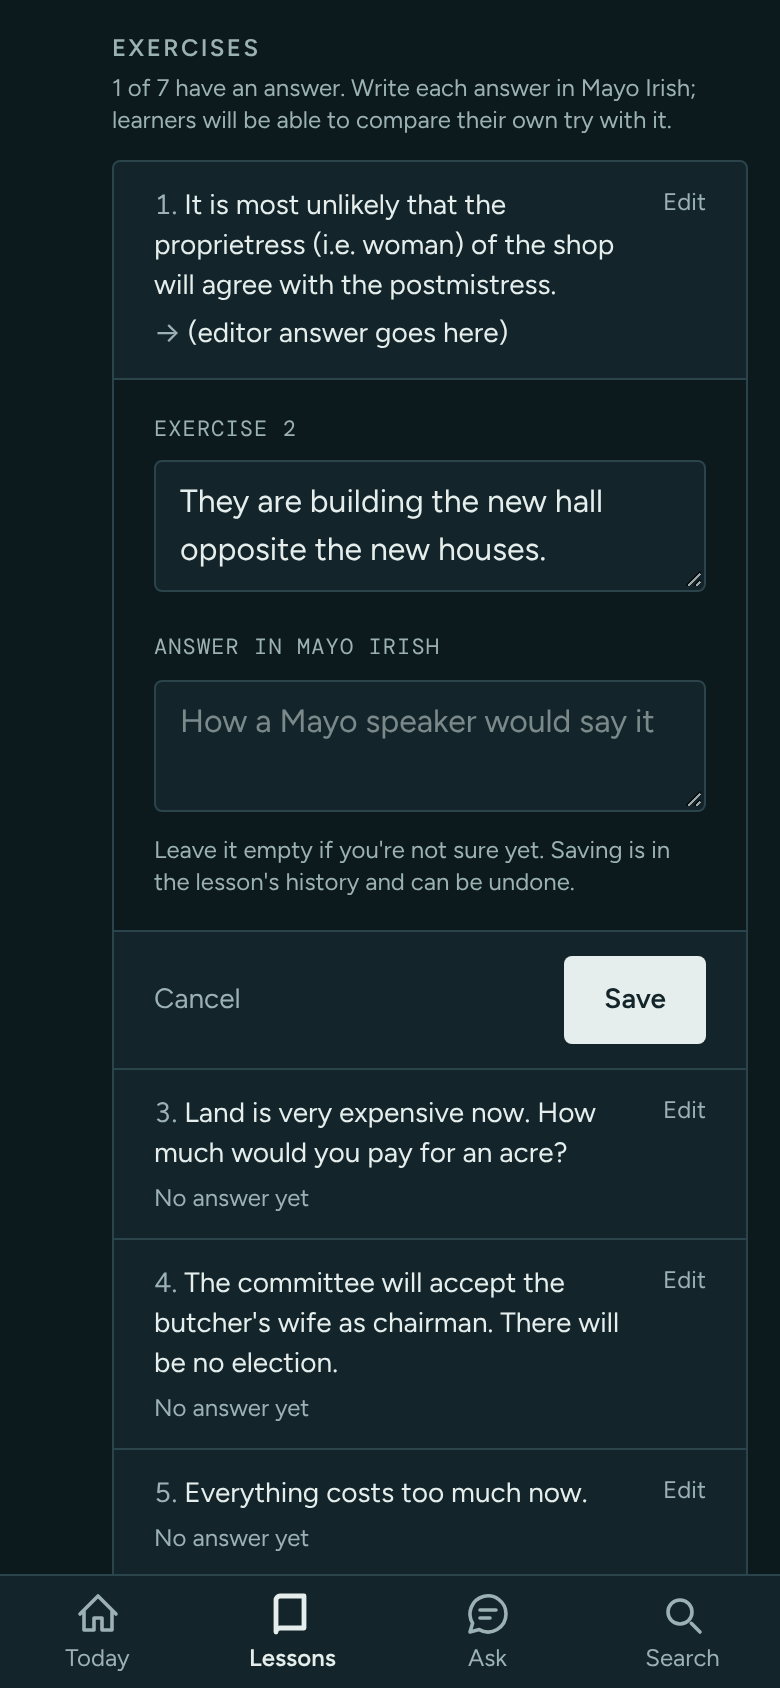 EXERCISES
1 of 7 have an answer. Write each answer in Mayo Irish;
learners will be able to compare their own try with it.
1. It is most unlikely that the
proprietress (i.e. woman) of the shop
will agree with the postmistress.
→ (editor answer goes here)
Edit
EXERCISE 2
They are building the new hall
opposite the new houses.
ANSWER IN MAYO IRISH
How a Mayo speaker would say it
Leave it empty if you're not sure yet. Saving is in
the lesson's history and can be undone.
Cancel
Save
3. Land is very expensive now. How
much would you pay for an acre?
No answer yet
Edit
4. The committee will accept the
butcher's wife as chairman. There will
be no election.
No answer yet
Edit
5. Everything costs too much now.
No answer yet
Edit
Today
Lessons
Ask
Search